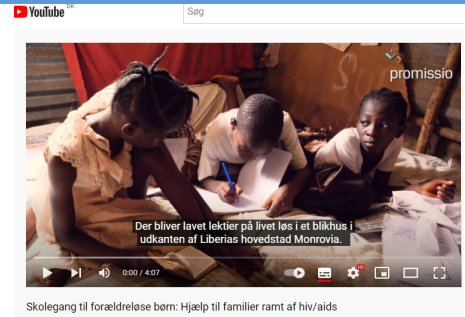 YouTube DK
Søg
promissio
Der bliver lavet lektier på livet løs i et blikhus i
udkanten af Liberias hovedstad Monrovia.
0:00 / 4:07
HD
Skolegang til forældreløse børn: Hjælp til familier ramt af hiv/aids